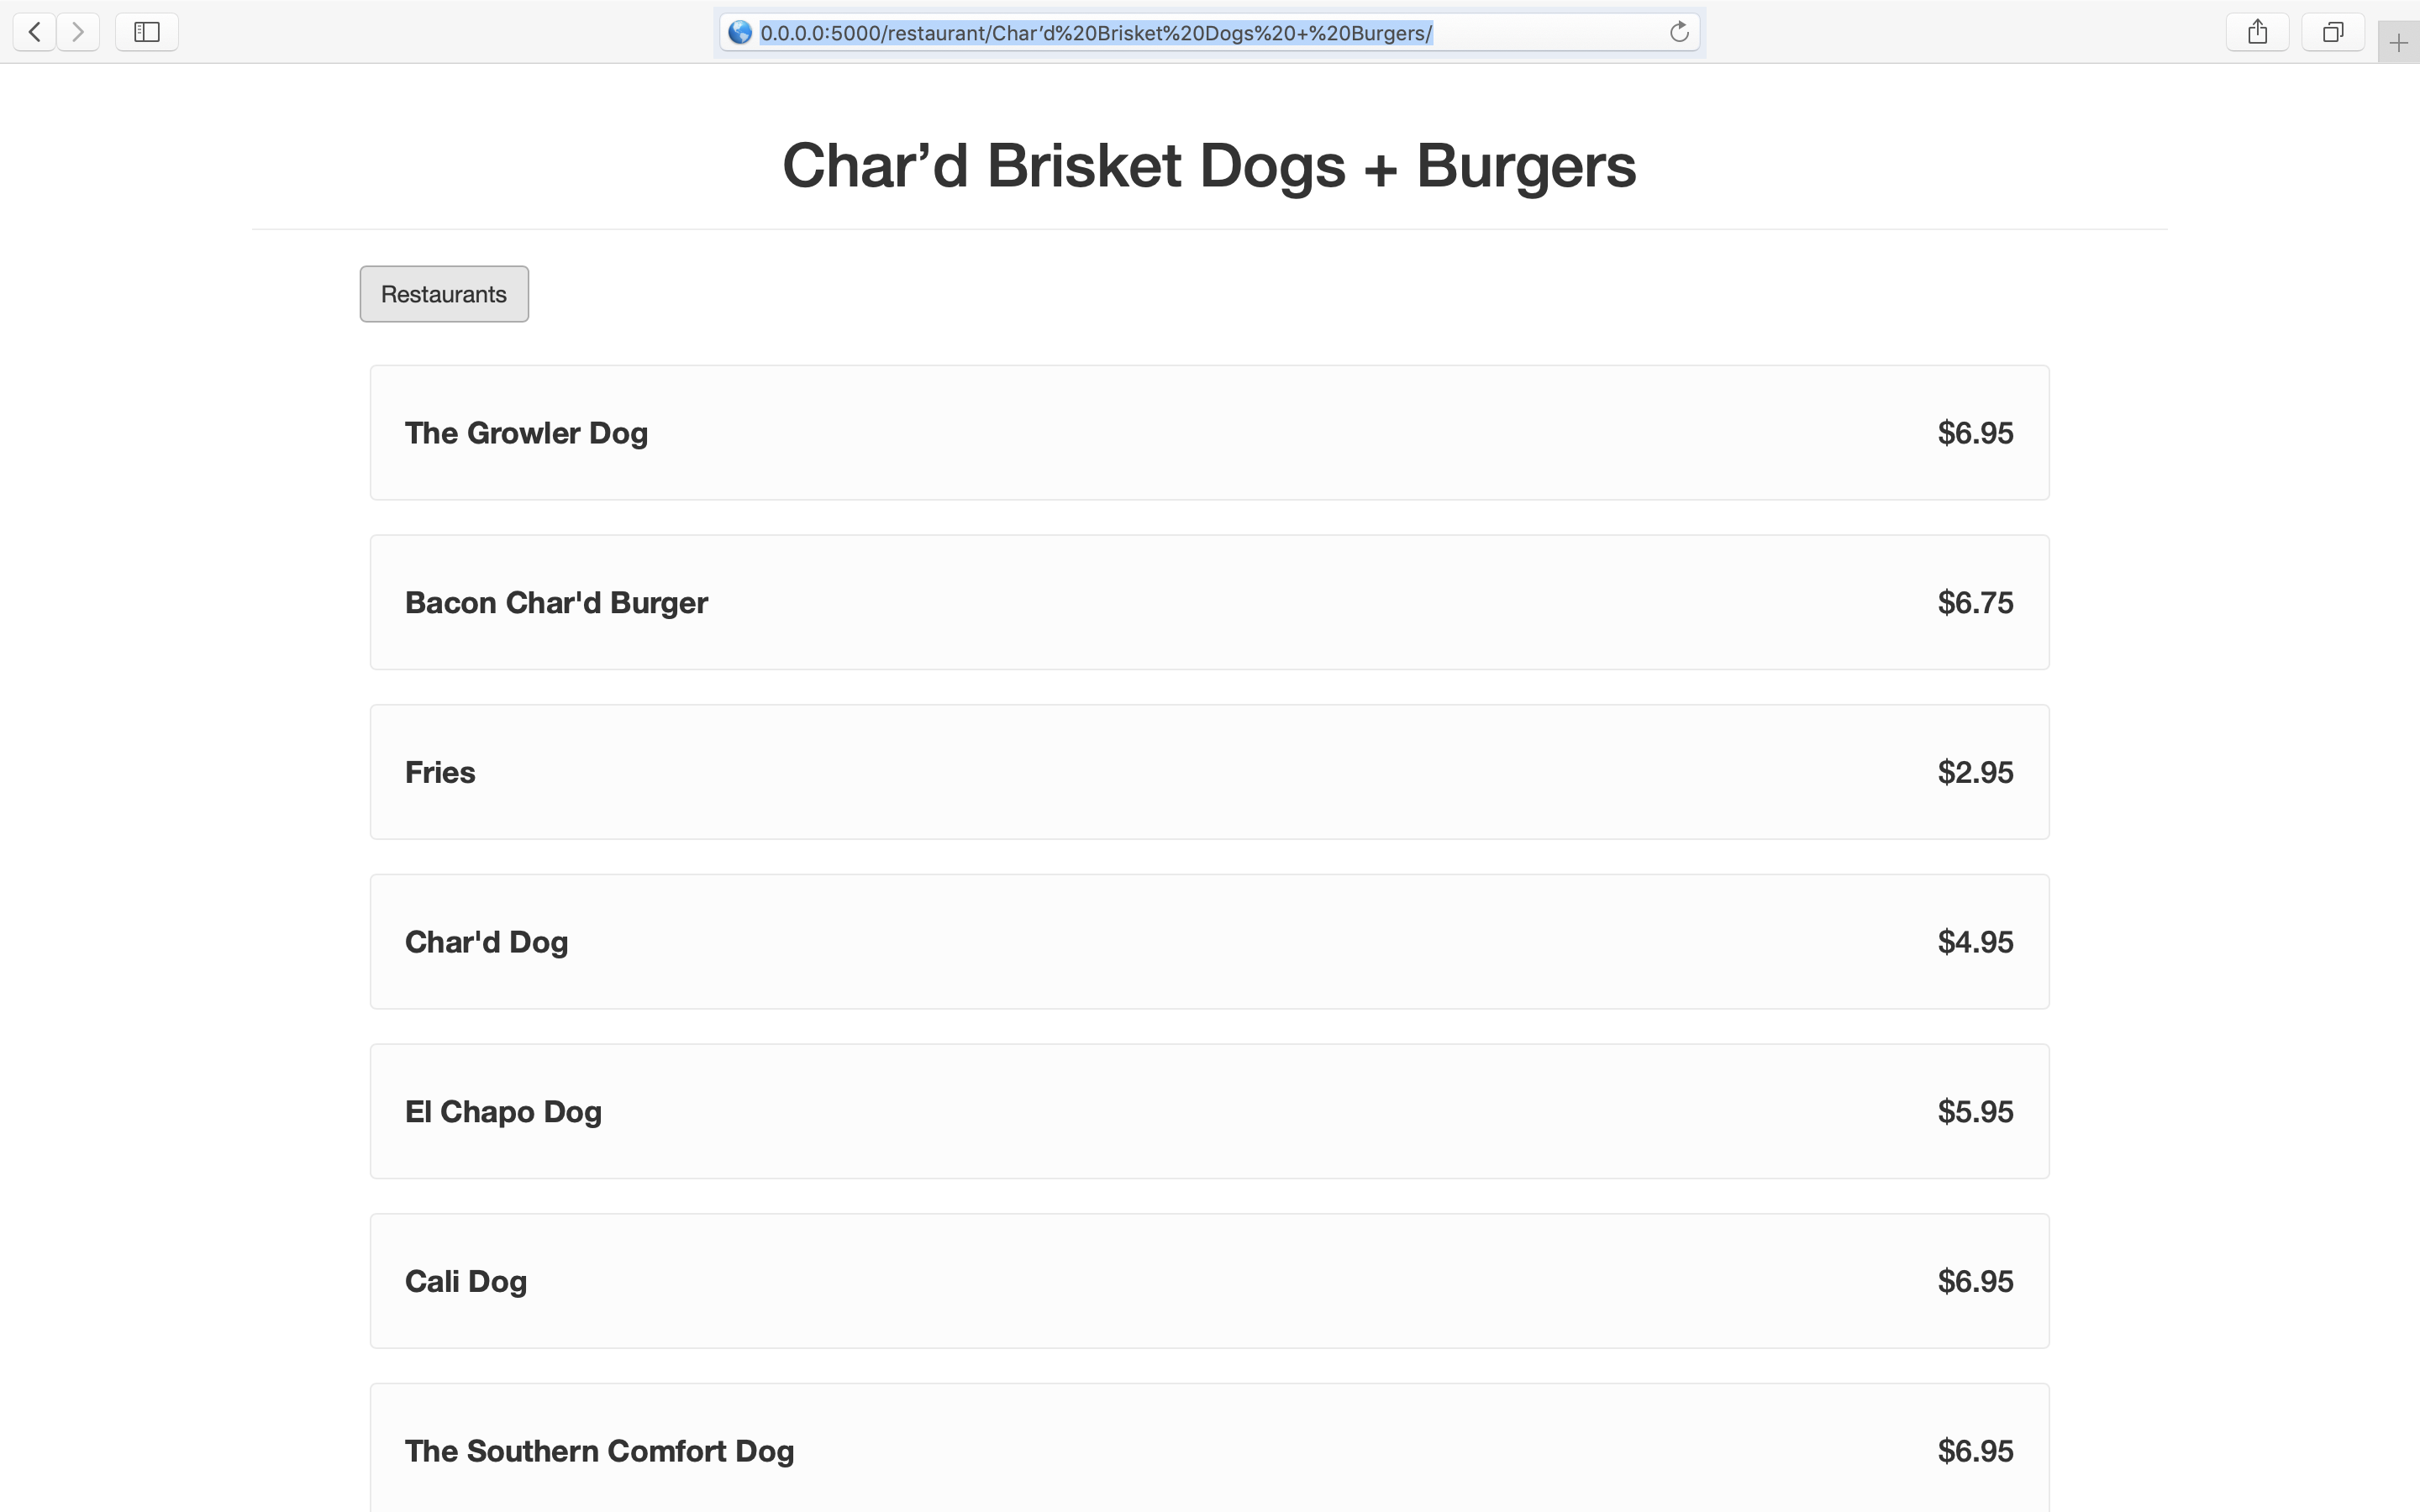 0.0.0.0:5000/restaurant/Char’d%20Brisket%20Dogs%20+%20Burgers/
Char’d Brisket Dogs + Burgers
Restaurants
The Growler Dog $6.95
Bacon Char'd Burger $6.75
Fries $2.95
Char'd Dog $4.95
El Chapo Dog $5.95
Cali Dog $6.95
The Southern Comfort Dog $6.95